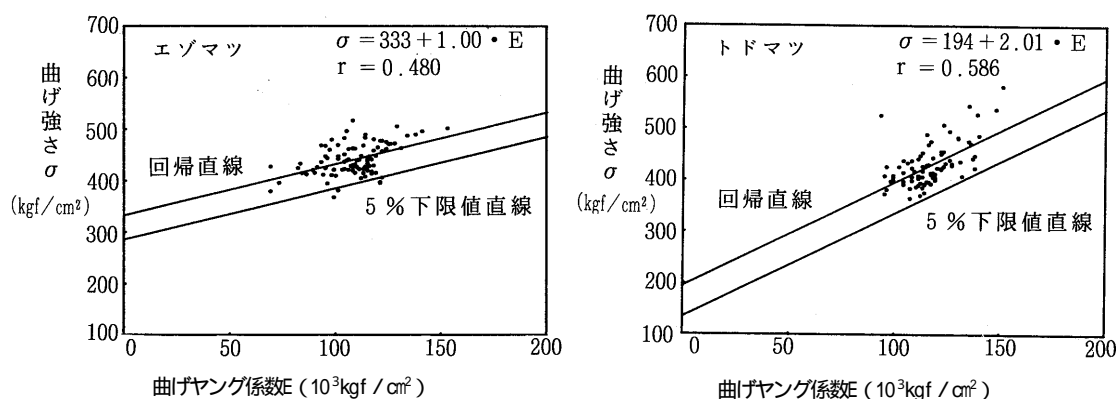 エゾマツ
σ=333+1.00・E
r=0.480
曲げ強さσ
(kgf/cm²)
700
600
500
400
300
200
100
回帰直線
5%下限値直線
0 50 100 150 200
曲げヤング係数E(10³kgf/cm²)
トドマツ
σ=194+2.01・E
r=0.586
曲げ強さσ
(kgf/cm²)
700
600
500
400
300
200
100
回帰直線
5%下限値直線
0 50 100 150 200
曲げヤング係数E(10³kgf/cm²)